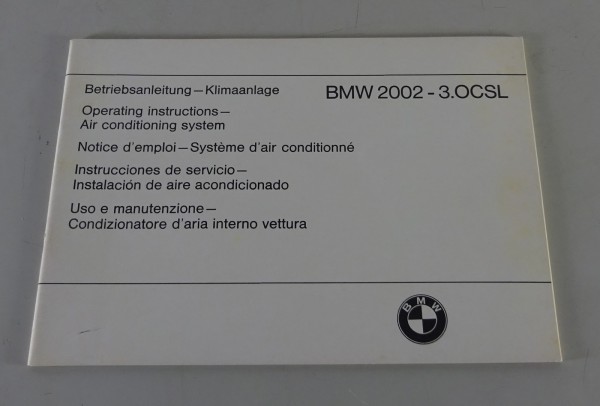 Betriebsanleitung – Klimaanlage
BMW 2002 - 3.OCSL
Operating instructions –
Air conditioning system
Notice d'emploi – Système d'air conditionné
Instrucciones de servicio –
Instalación de aire acondicionado
Uso e manutenzione –
Condizionatore d'aria interno vettura
BMW